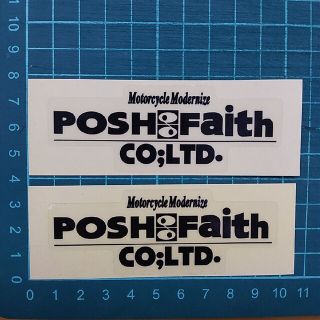 Motorcycle Modernize
POSH Faith
CO;LTD.
Motorcycle Modernize
POSH Faith
CO;LTD.
11
10
9
8
7
6
5
4
3
2
1
0
0 1 2 3 4 5 6 7 8 9 10 11